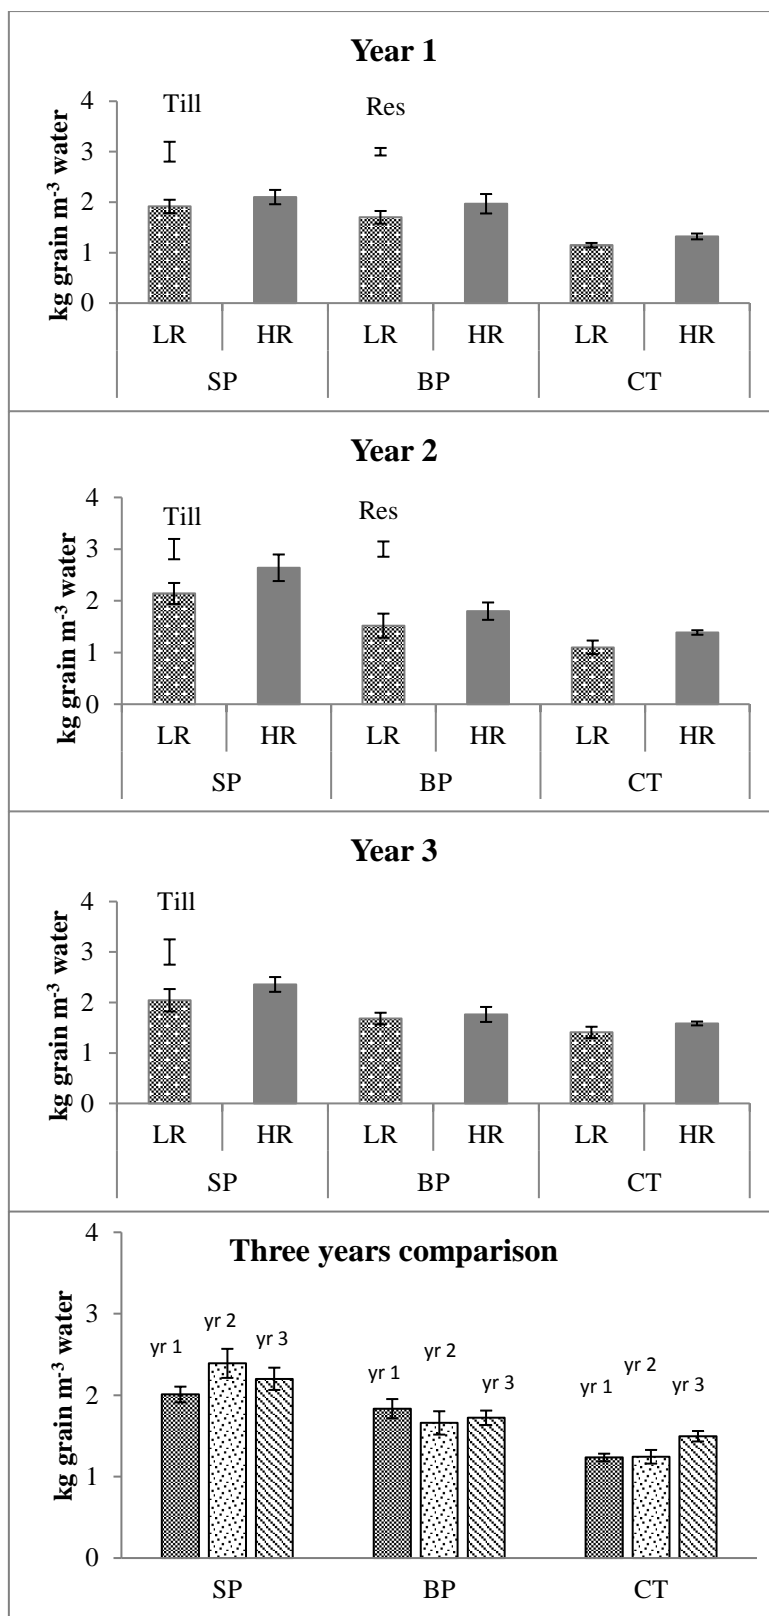 Year 1
kg grain m-3 water
4
3
2
1
0
Till
Res
LR HR LR HR LR HR
SP BP CT
Year 2
kg grain m-3 water
4
3
2
1
0
Till
Res
LR HR LR HR LR HR
SP BP CT
Year 3
kg grain m-3 water
4
3
2
1
0
Till
LR HR LR HR LR HR
SP BP CT
Three years comparison
kg grain m-3 water
4
3
2
1
0
yr 1 yr 2 yr 3
yr 1 yr 2 yr 3
yr 1 yr 2 yr 3
SP BP CT